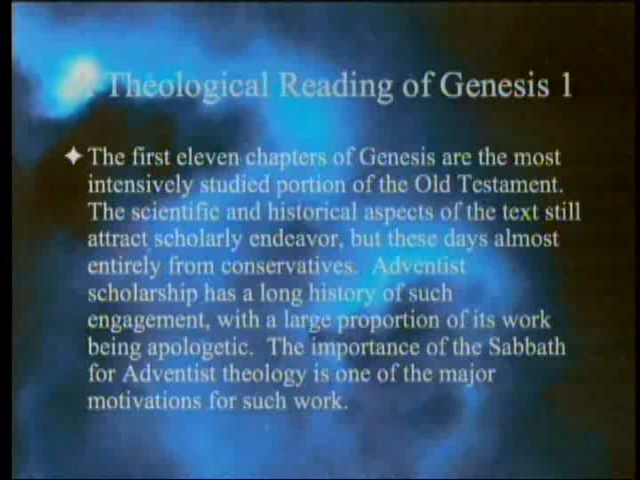 A Theological Reading of Genesis 1
The first eleven chapters of Genesis are the most
intensively studied portion of the Old Testament.
The scientific and historical aspects of the text still
attract scholarly endeavor, but these days almost
entirely from conservatives. Adventist
scholarship has a long history of such
engagement, with a large proportion of its work
being apologetic. The importance of the Sabbath
for Adventist theology is one of the major
motivations for such work.